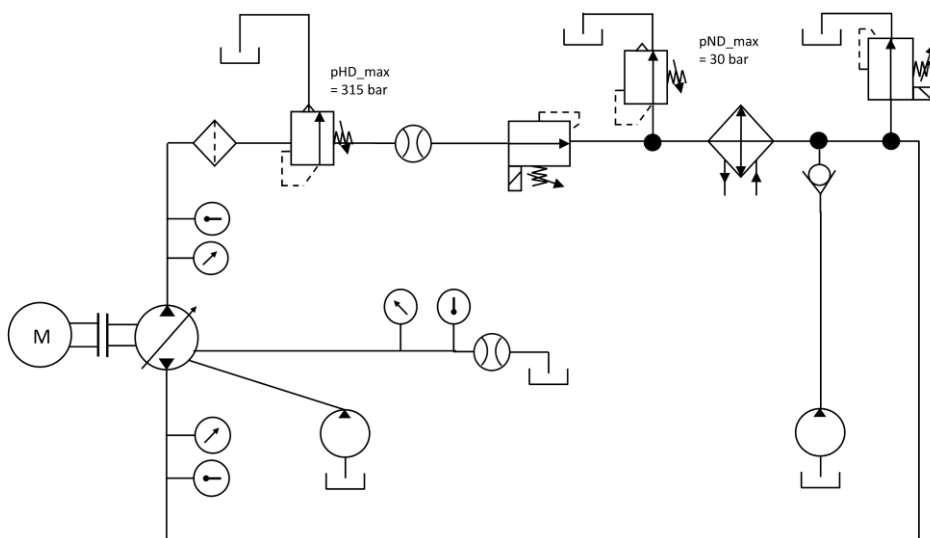 pHD_max
= 315 bar
pND_max
= 30 bar
M